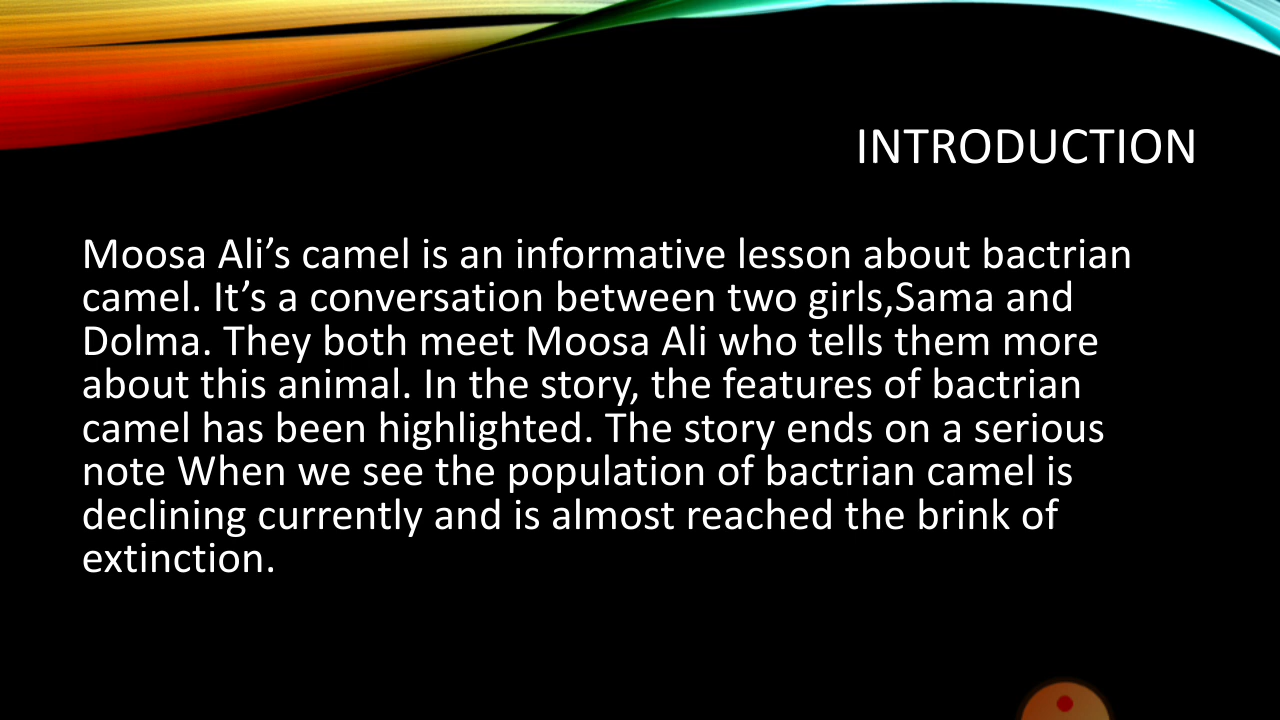 INTRODUCTION
Moosa Ali’s camel is an informative lesson about bactrian
camel. It’s a conversation between two girls,Sama and
Dolma. They both meet Moosa Ali who tells them more
about this animal. In the story, the features of bactrian
camel has been highlighted. The story ends on a serious
note When we see the population of bactrian camel is
declining currently and is almost reached the brink of
extinction.